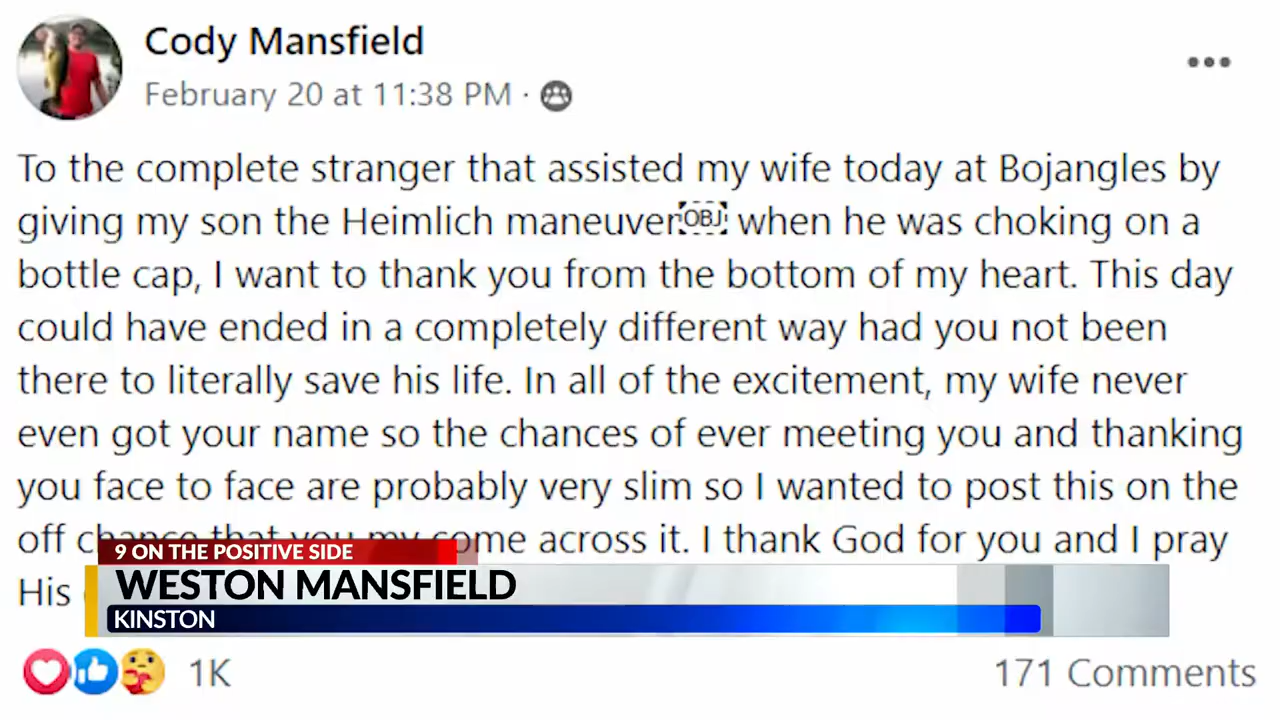 Cody Mansfield
February 20 at 11:38 PM ·
To the complete stranger that assisted my wife today at Bojangles by
giving my son the Heimlich maneuver￼ when he was choking on a
bottle cap, I want to thank you from the bottom of my heart. This day
could have ended in a completely different way had you not been
there to literally save his life. In all of the excitement, my wife never
even got your name so the chances of ever meeting you and thanking
you face to face are probably very slim so I wanted to post this on the
off chance that you my come across it. I thank God for you and I pray
His
9 ON THE POSITIVE SIDE
WESTON MANSFIELD
KINSTON
1K
171 Comments